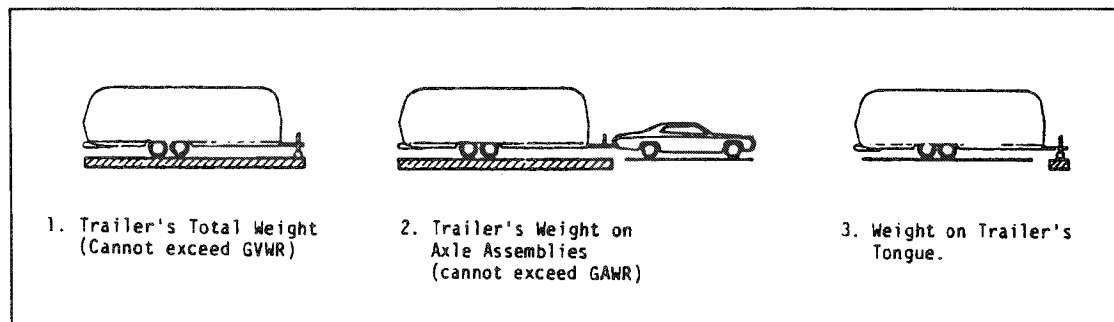 1. Trailer's Total Weight
(Cannot exceed GVWR)
2. Trailer's Weight on
Axle Assemblies
(cannot exceed GAWR)
3. Weight on Trailer's
Tongue.